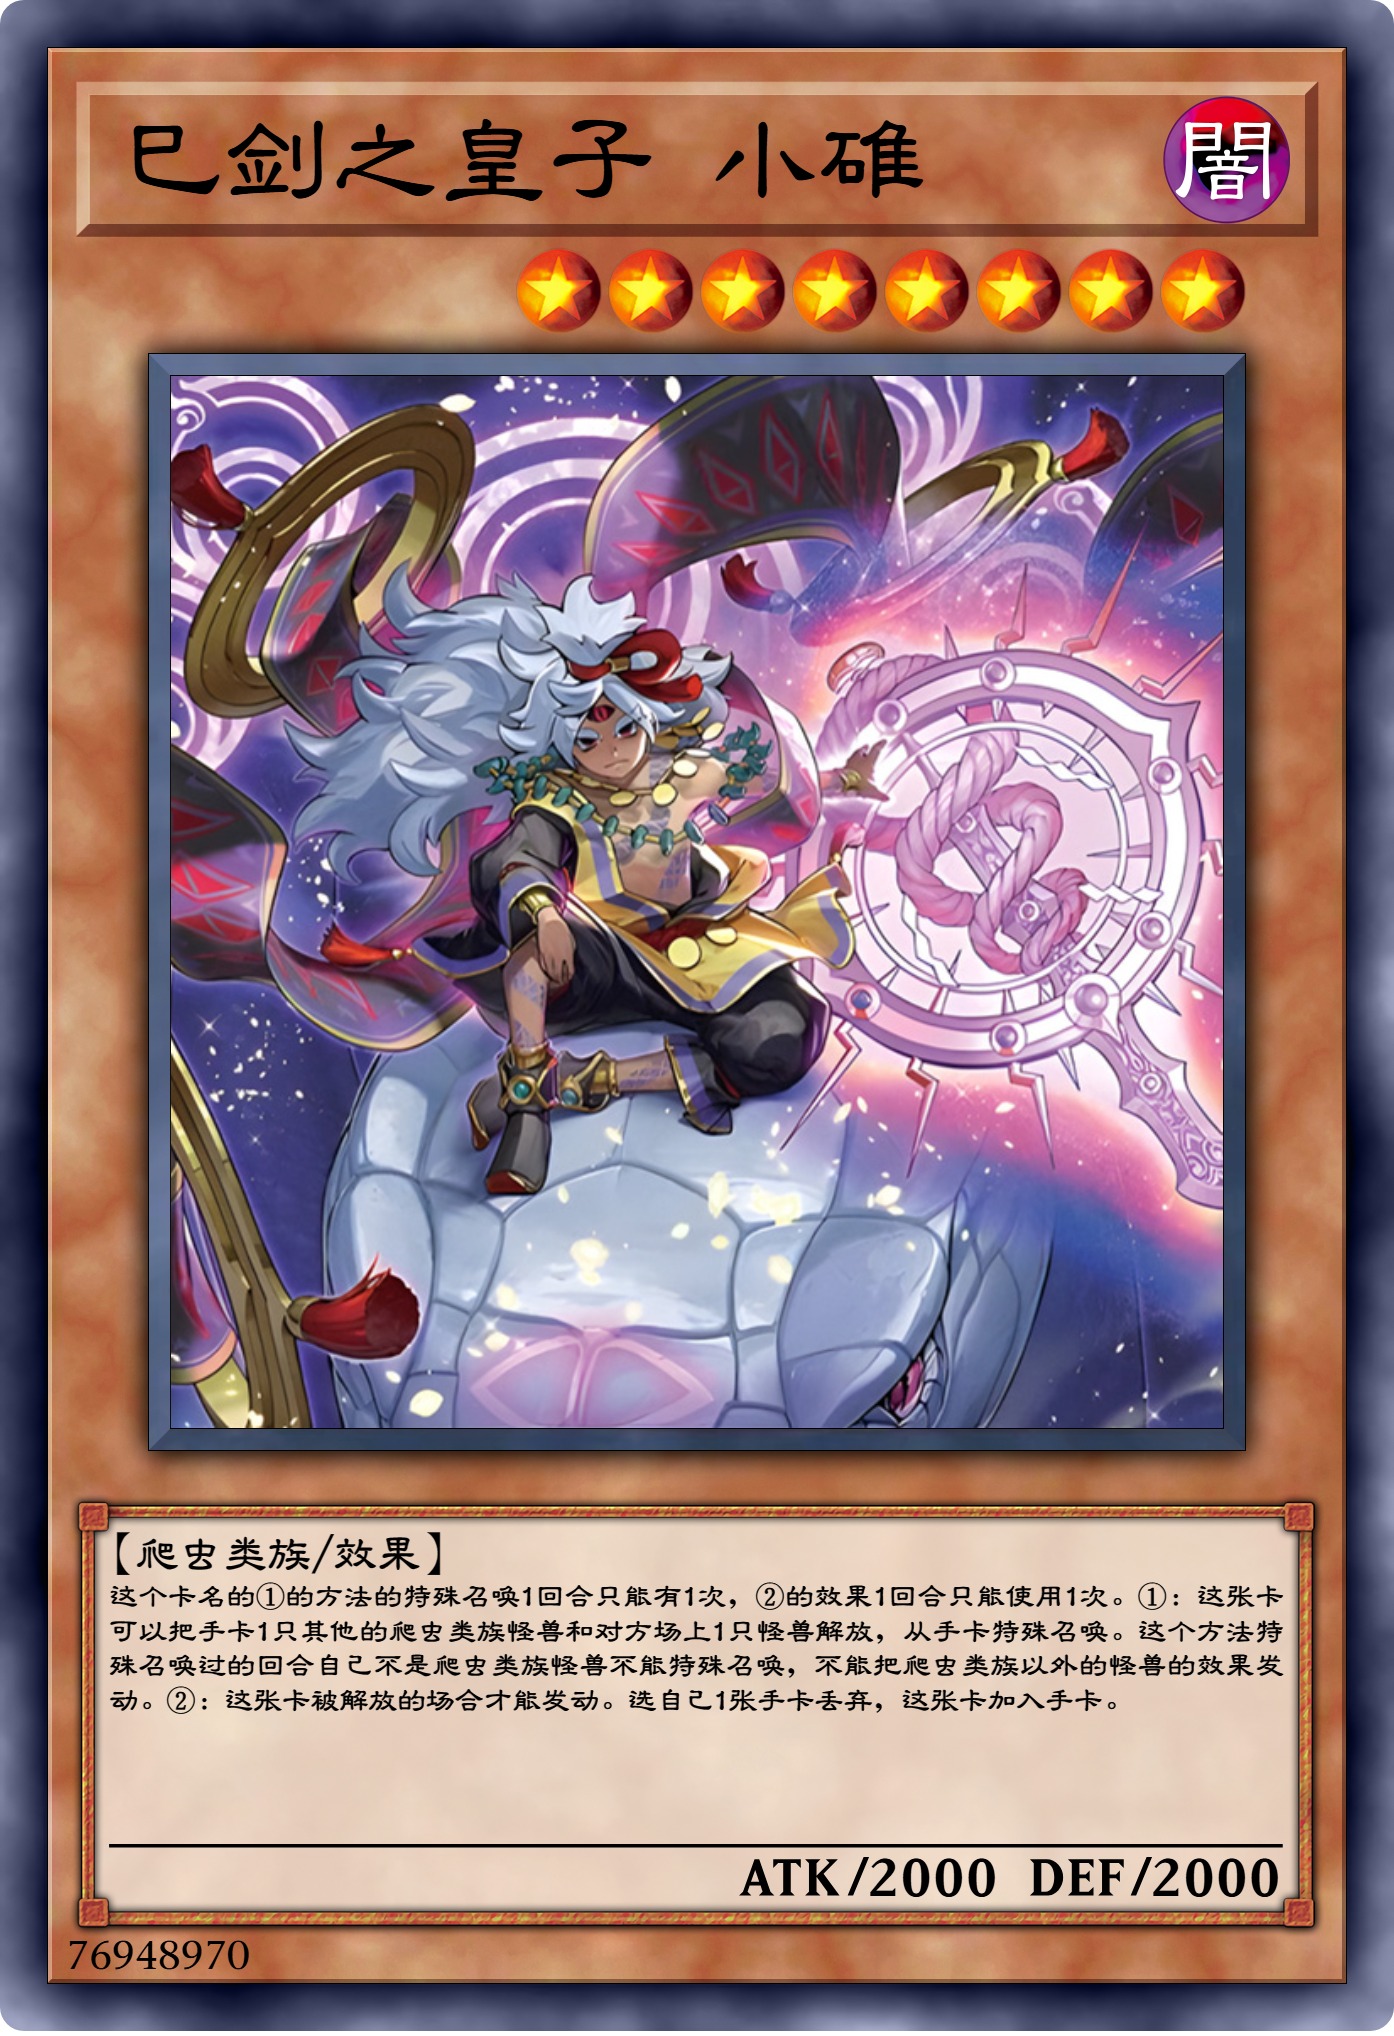 巳剑之皇子 小碓
闇
【爬虫类族/效果】
这个卡名的①的方法的特殊召唤1回合只能有1次，②的效果1回合只能使用1次。①：这张卡
可以把手卡1只其他的爬虫类族怪兽和对方场上1只怪兽解放，从手卡特殊召唤。这个方法特
殊召唤过的回合自己不是爬虫类族怪兽不能特殊召唤，不能把爬虫类族以外的怪兽的效果发
动。②：这张卡被解放的场合才能发动。选自己1张手卡丢弃，这张卡加入手卡。
ATK/2000 DEF/2000
76948970